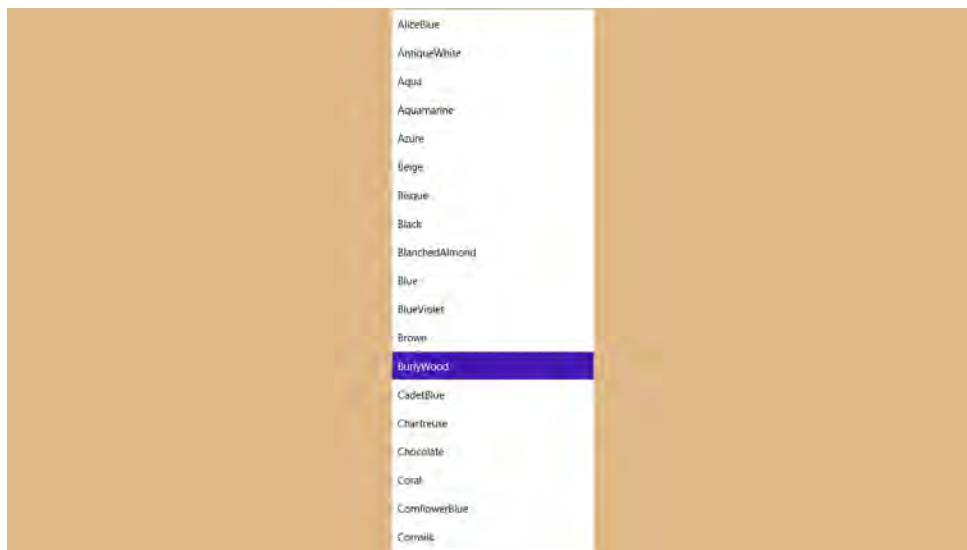 AliceBlue
AntiqueWhite
Aqua
Aquamarine
Azure
Beige
Bisque
Black
BlanchedAlmond
Blue
BlueViolet
Brown
BurlyWood
CadetBlue
Chartreuse
Chocolate
Coral
CornflowerBlue
Cornsilk